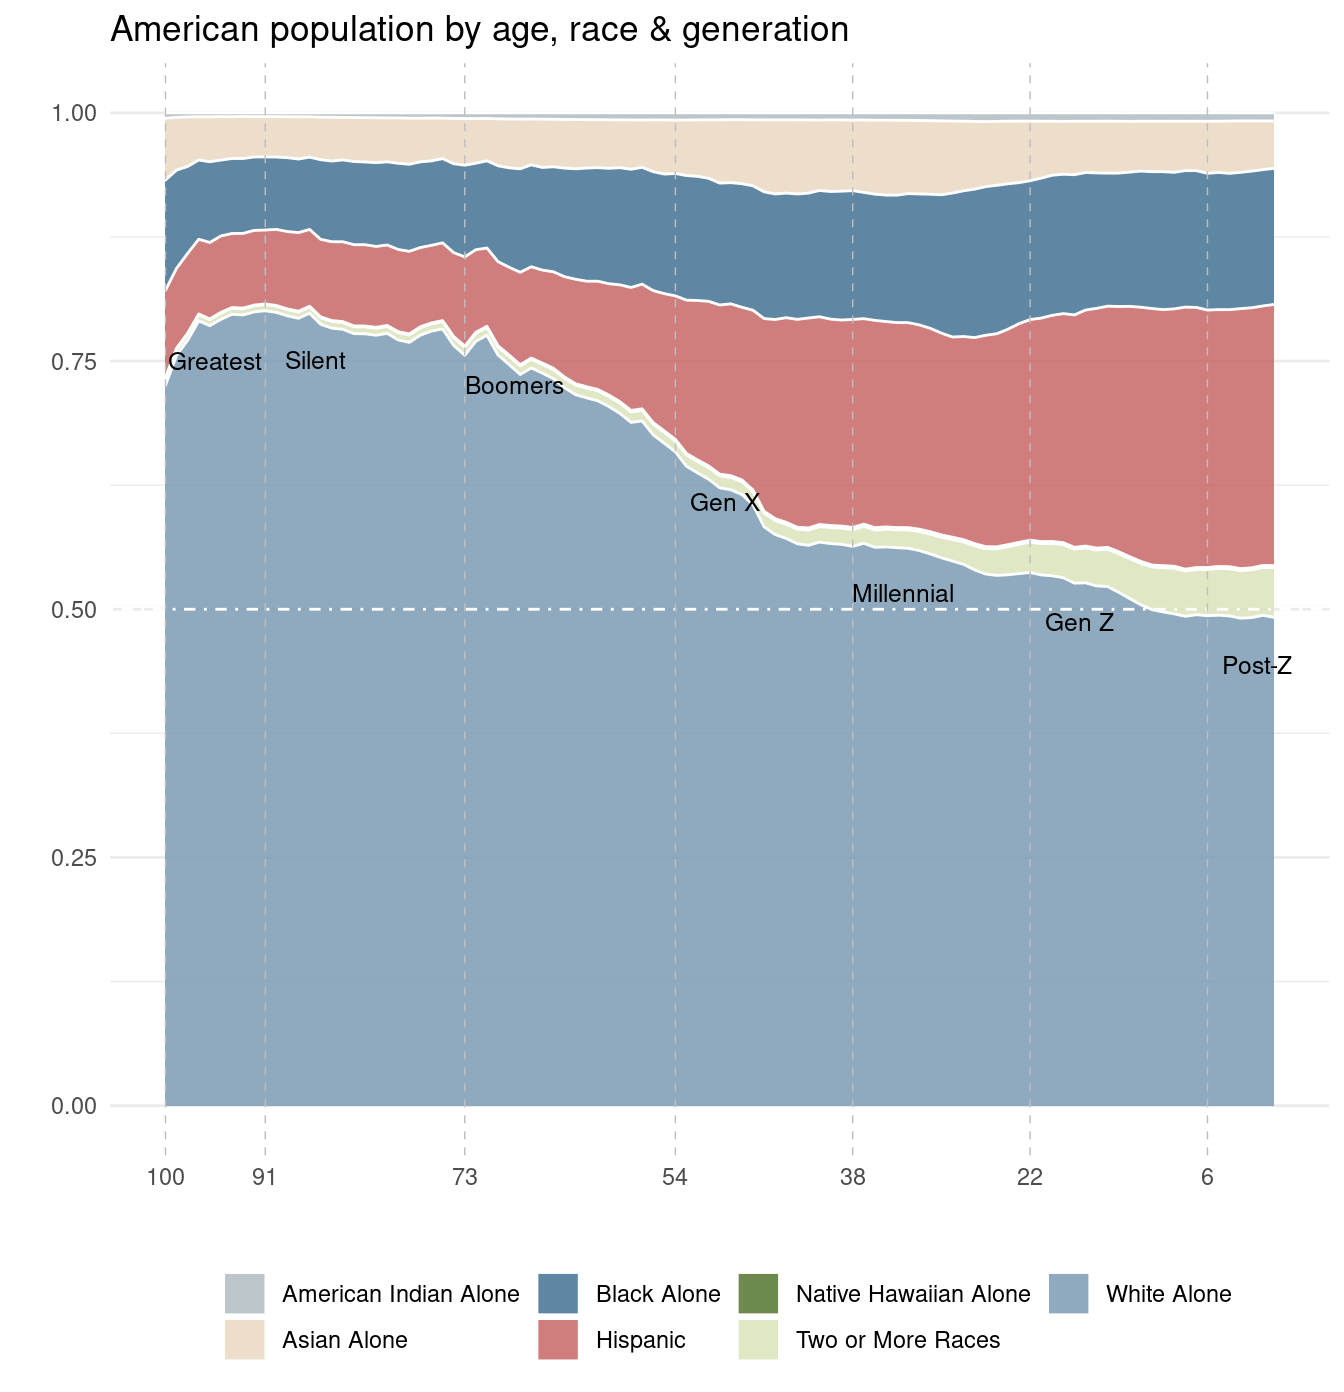 American population by age, race & generation
1.00
0.75
0.50
0.25
0.00
Greatest
Silent
Boomers
Gen X
Millennial
Gen Z
Post-Z
100 91 73 54 38 22 6
American Indian Alone Black Alone Native Hawaiian Alone White Alone
Asian Alone Hispanic Two or More Races